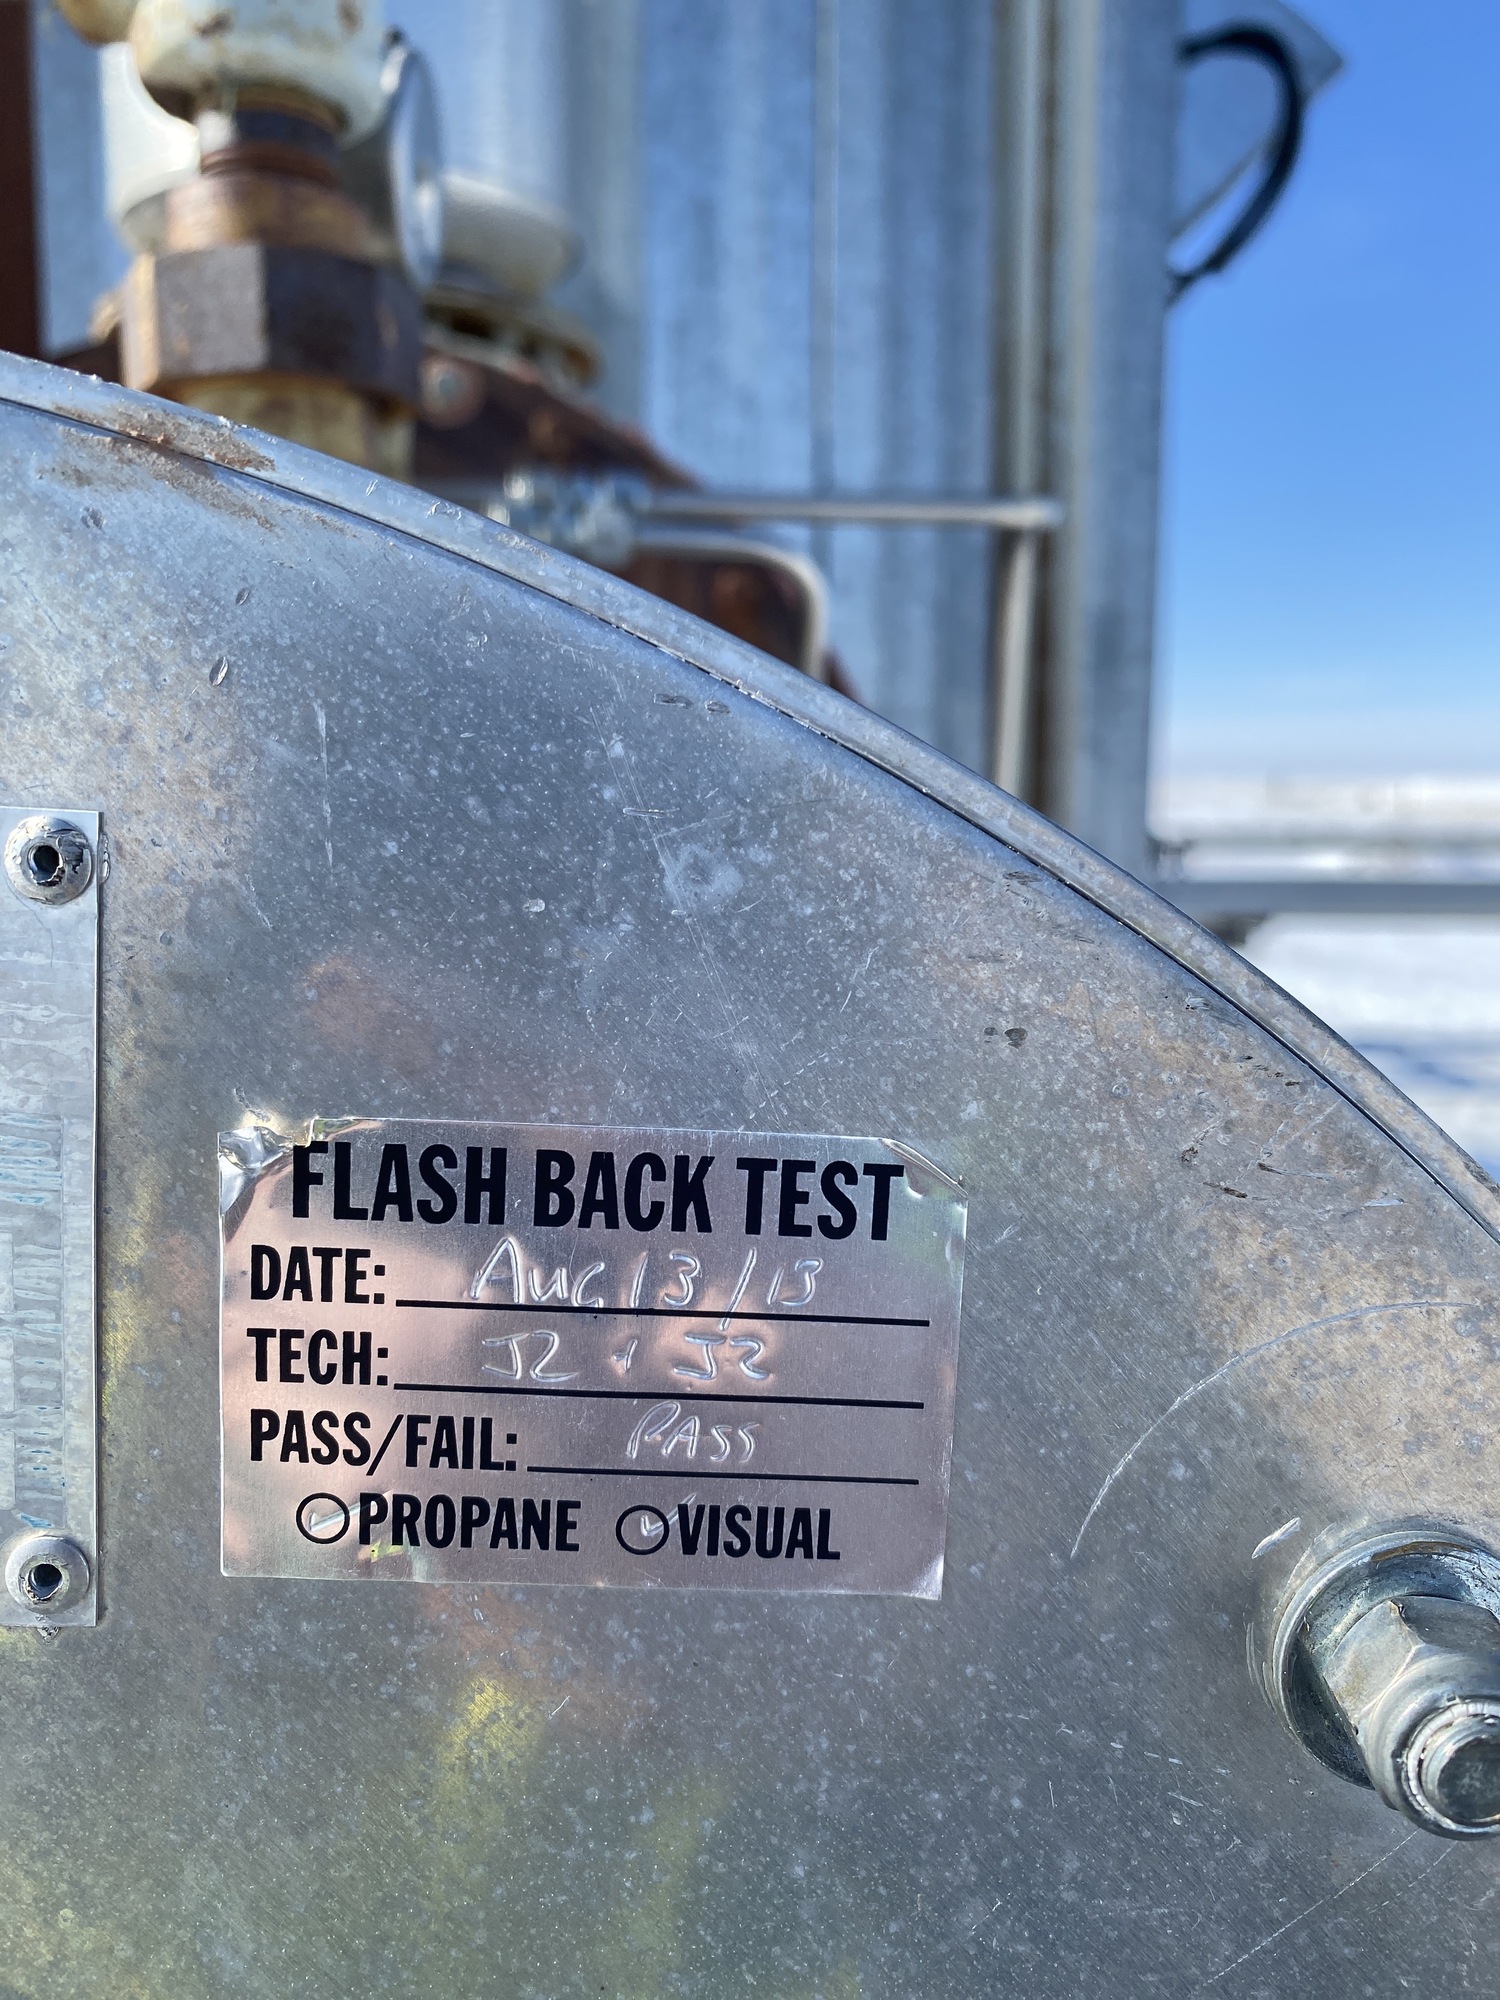 FLASH BACK TEST
DATE: AUG 13/13
TECH: JZ + JZ
PASS/FAIL: PASS
PROPANE VISUAL